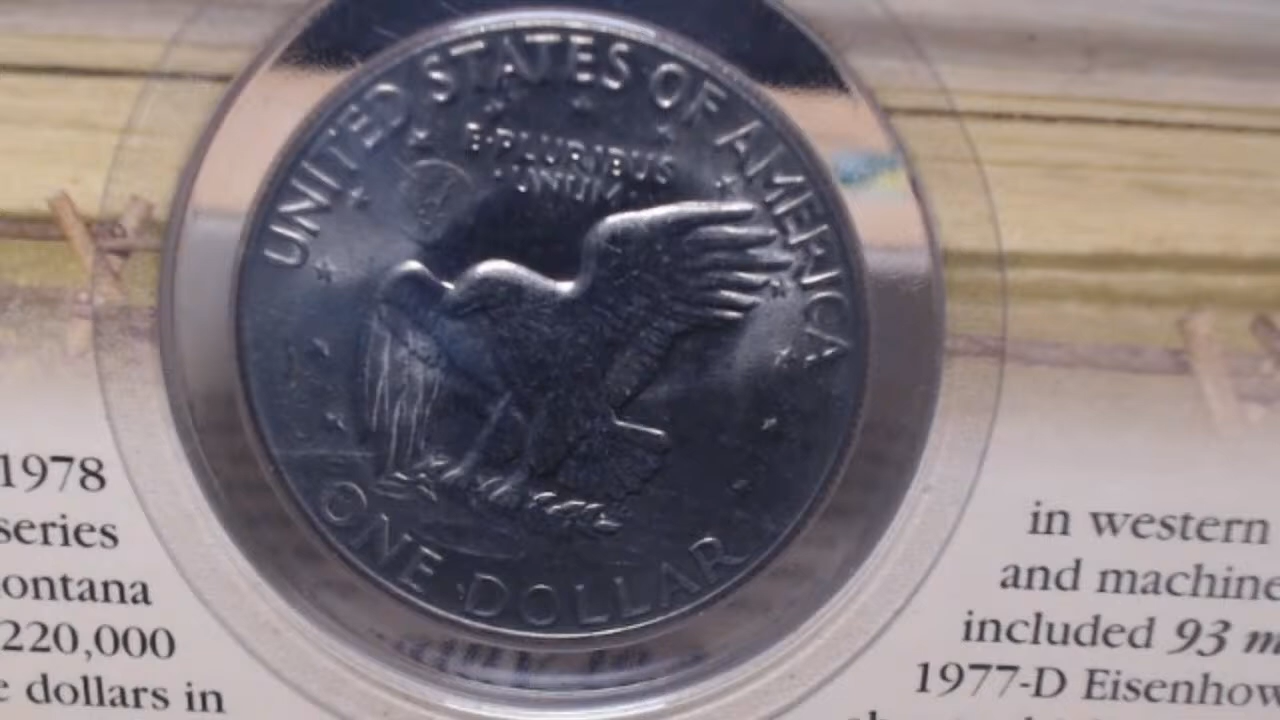 UNITED STATES OF AMERICA
E·PLURIBUS
UNUM
ONE DOLLAR
1978
series
ontana
220,000
e dollars in
in western
and machine
included 93 m
1977-D Eisenhow